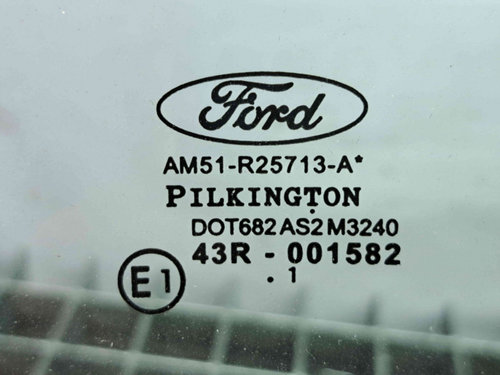 Ford
AM51-R25713-A*
PILKINGTON
DOT682 AS2 M3240
43R - 001582
E1
. 1